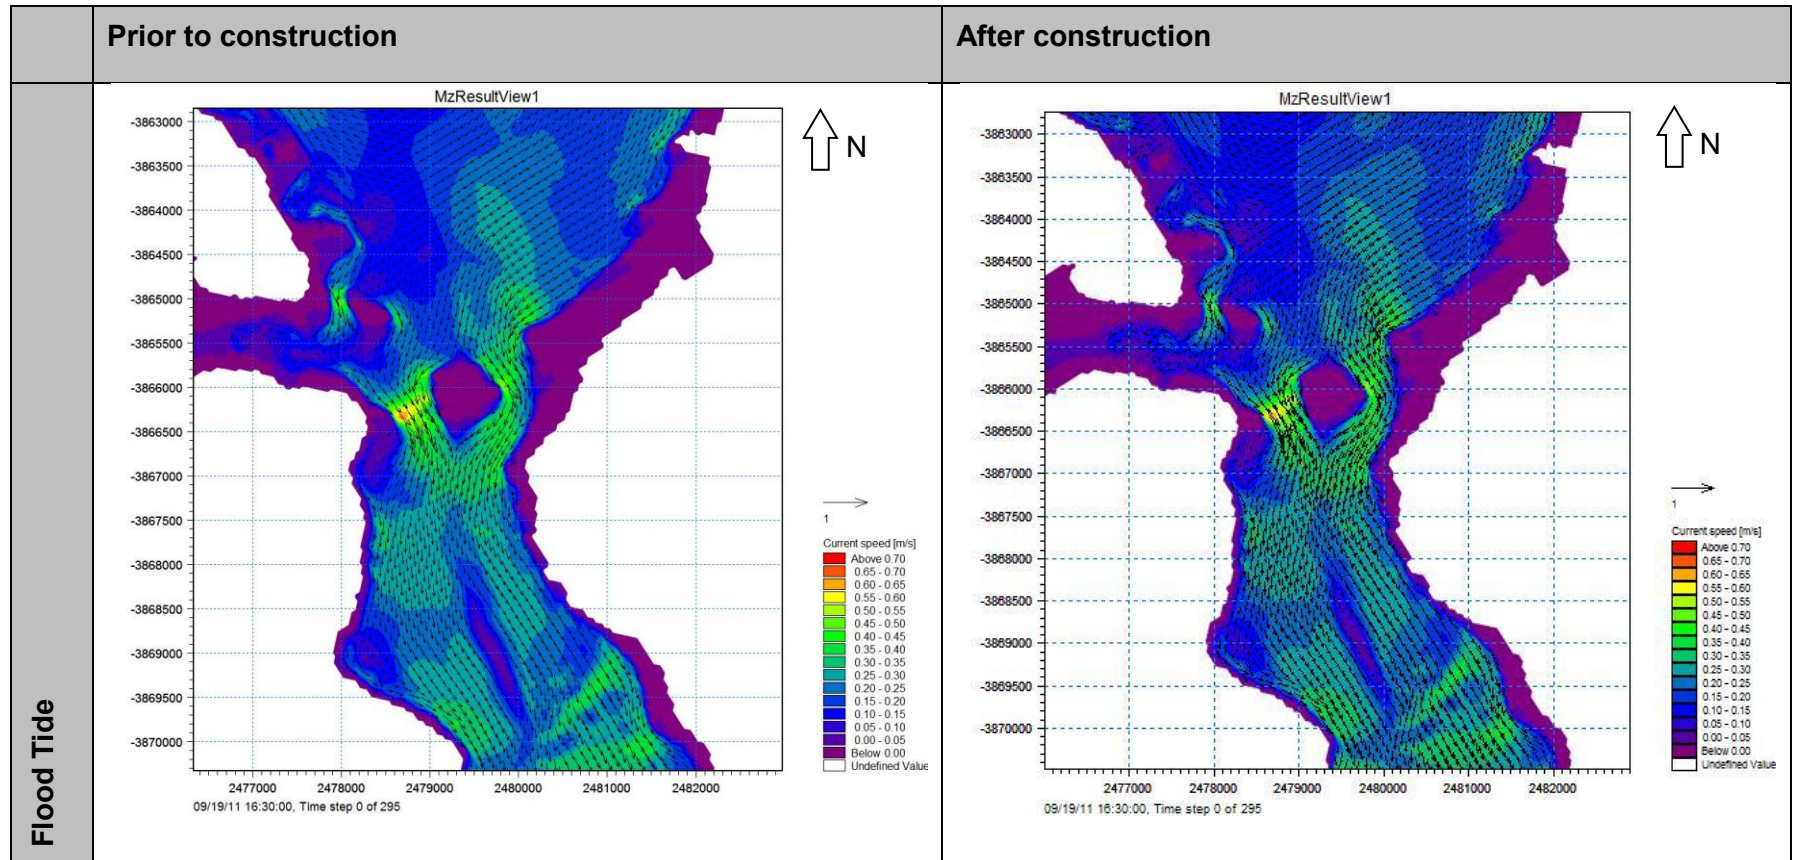 Prior to construction
After construction
Flood Tide
MzResultView1
-3863000
-3863500
-3864000
-3864500
-3865000
-3865500
-3866000
-3866500
-3867000
-3867500
-3868000
-3868500
-3869000
-3869500
-3870000
2477000 2478000 2479000 2480000 2481000 2482000
09/19/11 16:30:00, Time step 0 of 295
N
1
Current speed [m/s]
Above 0.70
0.65 - 0.70
0.60 - 0.65
0.55 - 0.60
0.50 - 0.55
0.45 - 0.50
0.40 - 0.45
0.35 - 0.40
0.30 - 0.35
0.25 - 0.30
0.20 - 0.25
0.15 - 0.20
0.10 - 0.15
0.05 - 0.10
0.00 - 0.05
Below 0.00
Undefined Value
MzResultView1
-3863000
-3863500
-3864000
-3864500
-3865000
-3865500
-3866000
-3866500
-3867000
-3867500
-3868000
-3868500
-3869000
-3869500
-3870000
2477000 2478000 2479000 2480000 2481000 2482000
09/19/11 16:30:00, Time step 0 of 295
N
1
Current speed [m/s]
Above 0.70
0.65 - 0.70
0.60 - 0.65
0.55 - 0.60
0.50 - 0.55
0.45 - 0.50
0.40 - 0.45
0.35 - 0.40
0.30 - 0.35
0.25 - 0.30
0.20 - 0.25
0.15 - 0.20
0.10 - 0.15
0.05 - 0.10
0.00 - 0.05
Below 0.00
Undefined Value